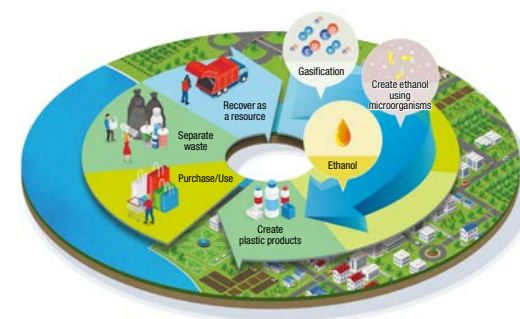 Gasification
Create ethanol
using
microorganisms
Recover as
a resource
Separate
waste
Ethanol
Purchase/Use
Create
plastic products